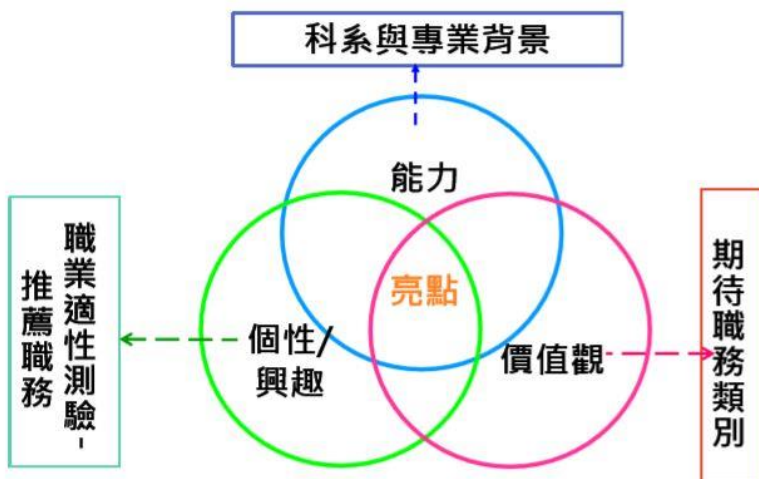 科系與專業背景
能力
亮點
個性/
興趣
價值觀
職業適性測驗-
推薦職務
期待職務類別